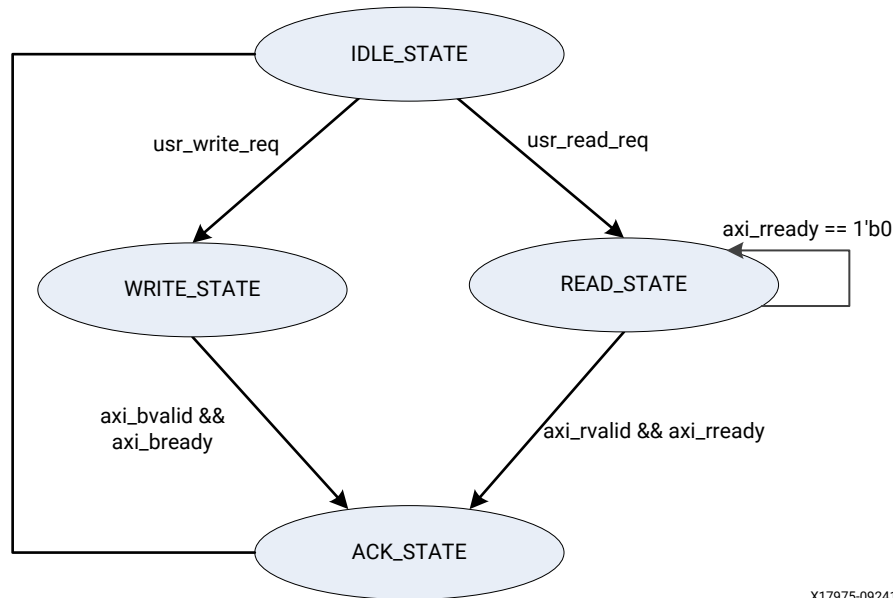 IDLE_STATE
usr_write_req
usr_read_req
axi_rready == 1'b0
WRITE_STATE
READ_STATE
axi_bvalid &&
axi_bready
axi_rvalid && axi_rready
ACK_STATE